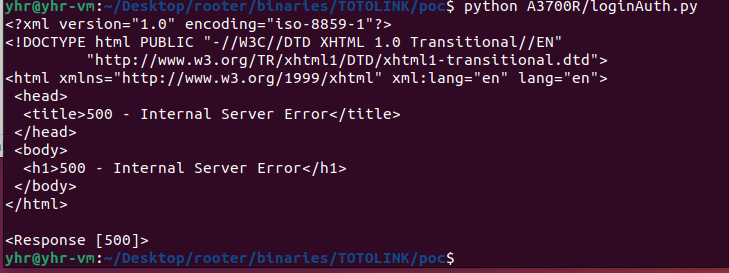 yhr@yhr-vm:~/Desktop/rooter/binaries/TOTOLINK/poc$ python A3700R/loginAuth.py
<?xml version="1.0" encoding="iso-8859-1"?>
<!DOCTYPE html PUBLIC "-//W3C//DTD XHTML 1.0 Transitional//EN"
         "http://www.w3.org/TR/xhtml1/DTD/xhtml1-transitional.dtd">
<html xmlns="http://www.w3.org/1999/xhtml" xml:lang="en" lang="en">
 <head>
  <title>500 - Internal Server Error</title>
 </head>
 <body>
  <h1>500 - Internal Server Error</h1>
 </body>
</html>

<Response [500]>
yhr@yhr-vm:~/Desktop/rooter/binaries/TOTOLINK/poc$